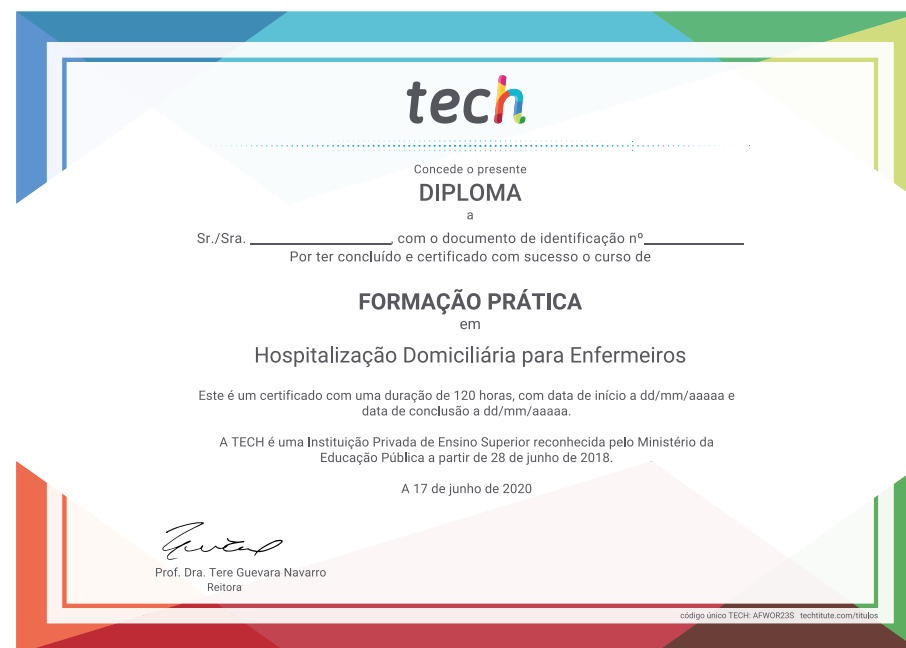 tech
Concede o presente
DIPLOMA
a
Sr./Sra. ____________________, com o documento de identificação nº______________
Por ter concluído e certificado com sucesso o curso de
FORMAÇÃO PRÁTICA
em
Hospitalização Domiciliária para Enfermeiros
Este é um certificado com uma duração de 120 horas, com data de início a dd/mm/aaaaa e
data de conclusão a dd/mm/aaaaa.
A TECH é uma Instituição Privada de Ensino Superior reconhecida pelo Ministério da
Educação Pública a partir de 28 de junho de 2018.
A 17 de junho de 2020
Prof. Dra. Tere Guevara Navarro
Reitora
código único TECH: AFWOR23S techtitute.com/titulos